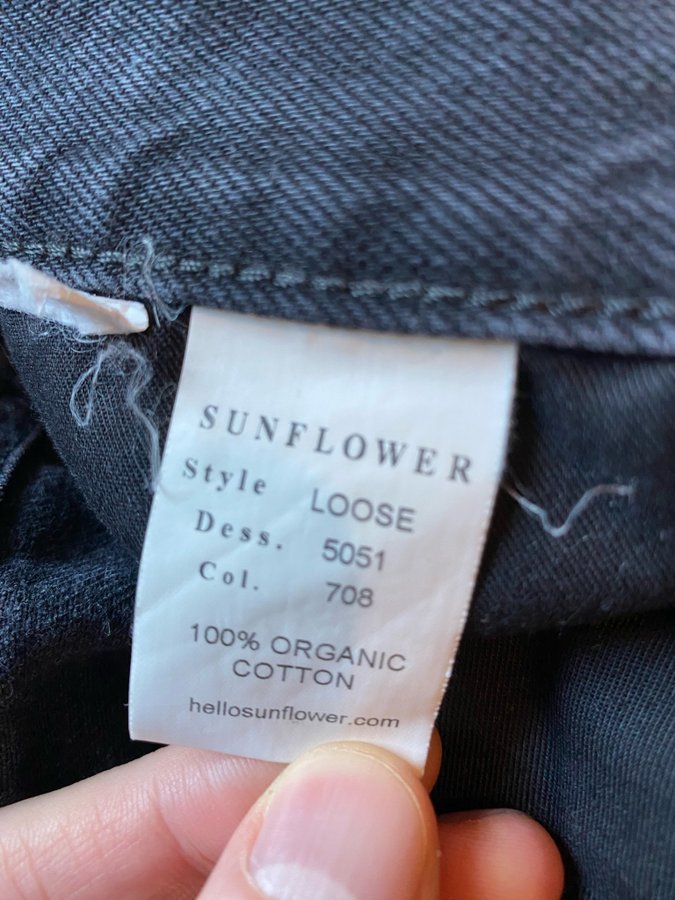 SUNFLOWER
Style LOOSE
Dess. 5051
Col. 708
100% ORGANIC
COTTON
hellosunflower.com